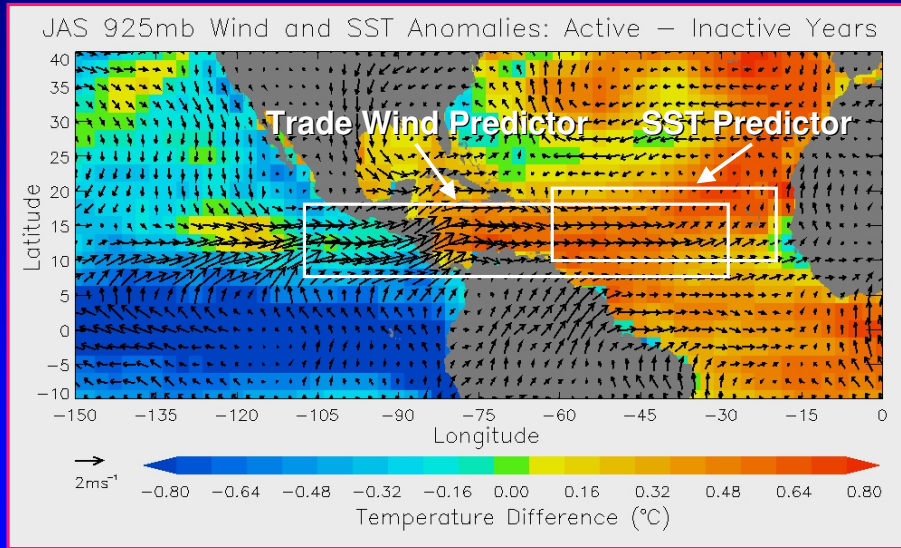 JAS 925mb Wind and SST Anomalies: Active – Inactive Years
40
35
30
25
20
15
10
5
0
−5
−10
Latitude
Trade Wind Predictor
SST Predictor
−150 −135 −120 −105 −90 −75 −60 −45 −30 −15 0
Longitude
2ms⁻¹
−0.80 −0.64 −0.48 −0.32 −0.16 0.00 0.16 0.32 0.48 0.64 0.80
Temperature Difference (°C)